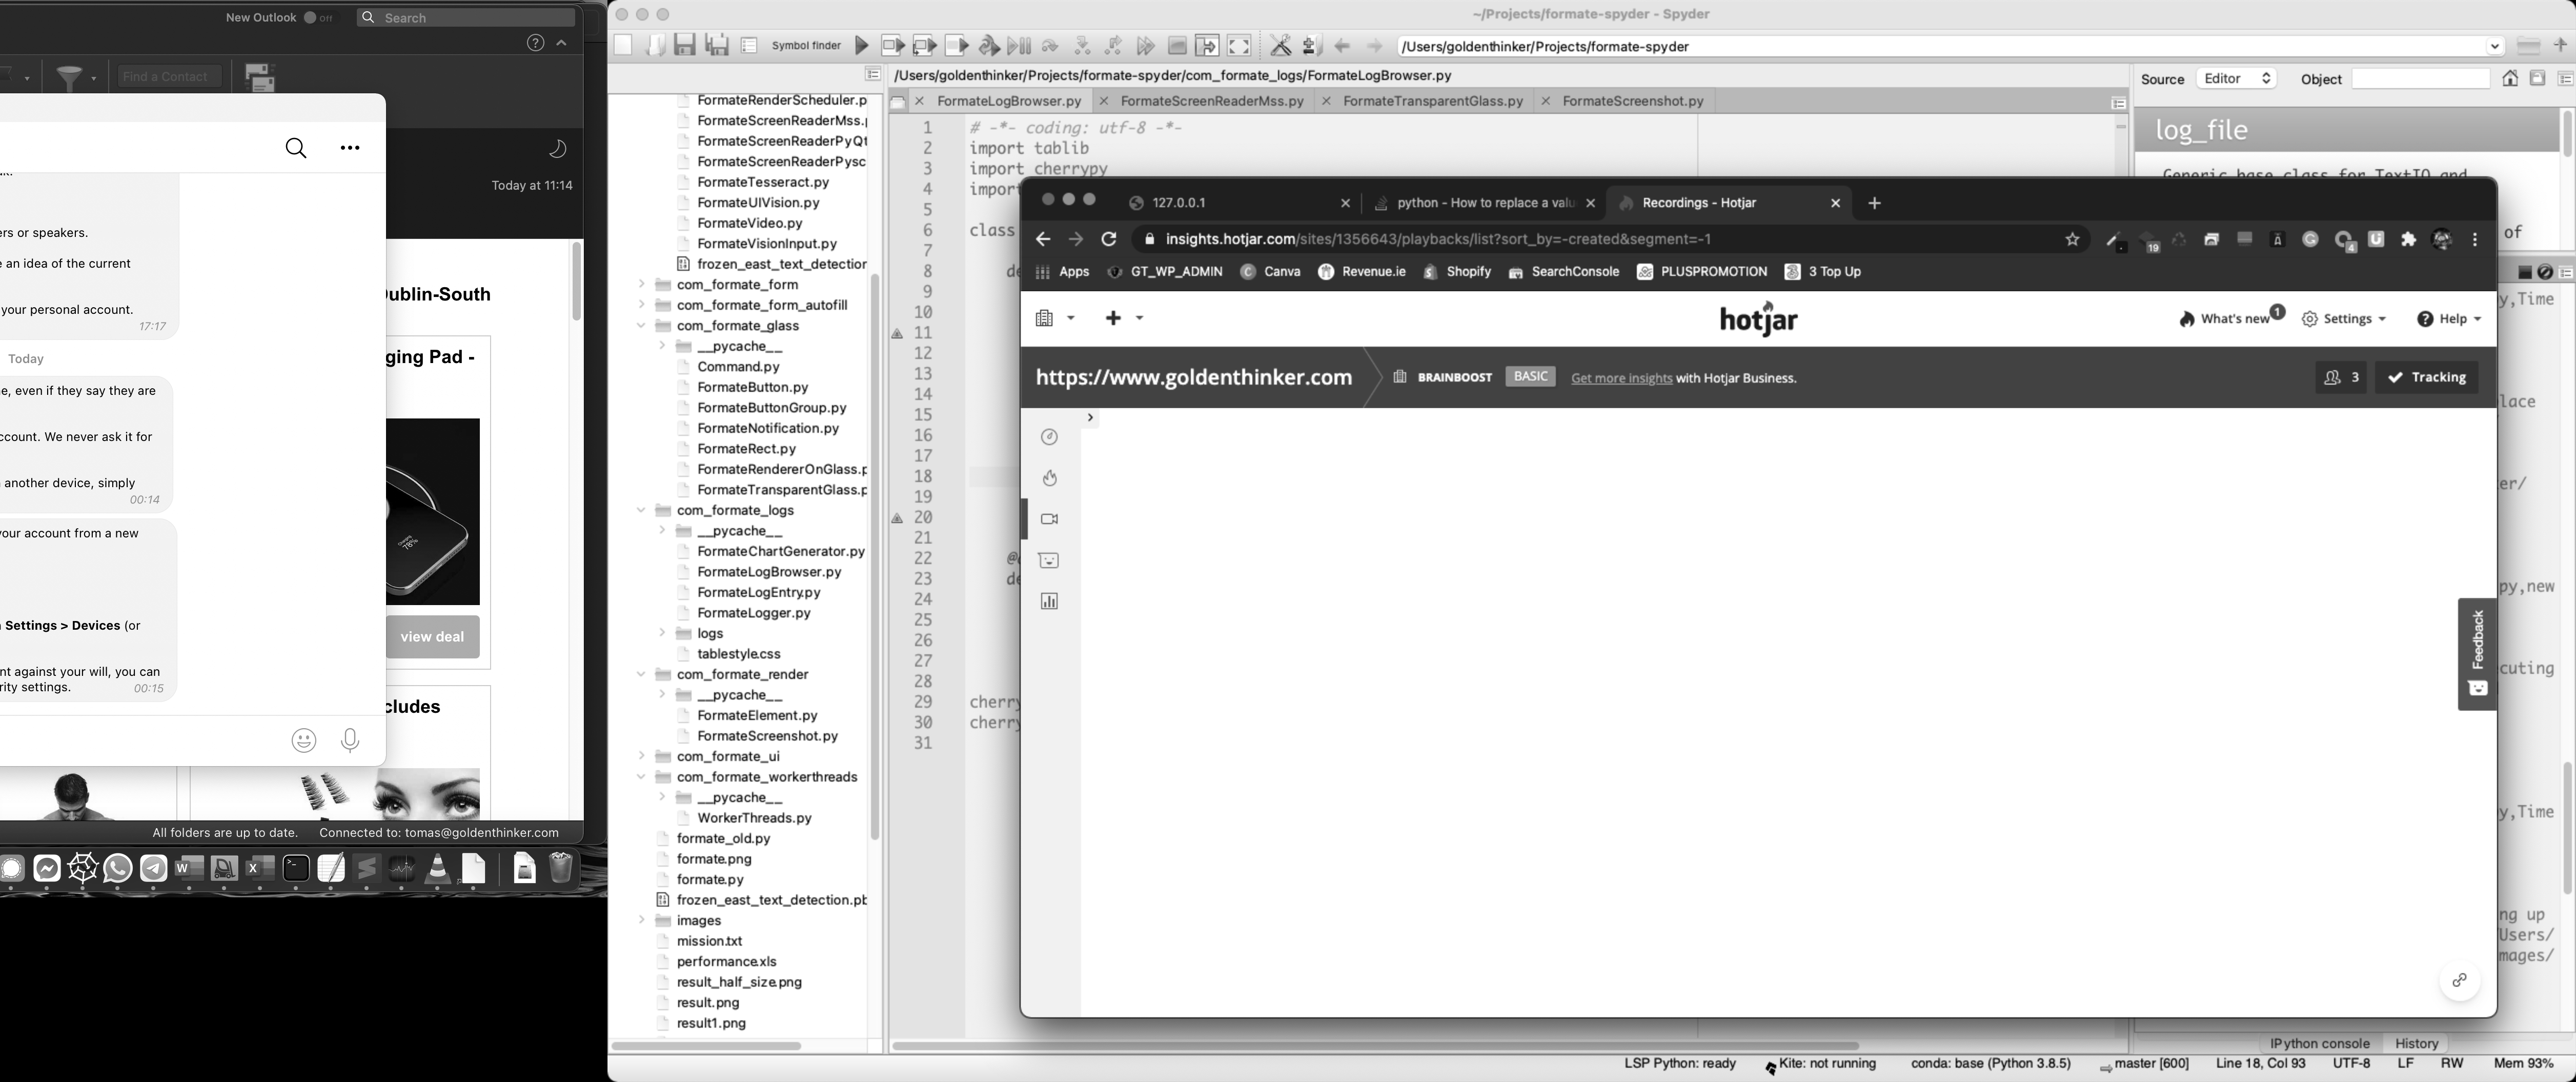 New Outlook
off
Search
Find a Contact
Today at 11:14
ers or speakers.
e an idea of the current
your personal account.
17:17
Today
e, even if they say they are
ccount. We never ask it for
another device, simply
00:14
our account from a new
Settings > Devices (or
nt against your will, you can
rity settings.
00:15
Dublin-South
ging Pad -
view deal
cludes
All folders are up to date.
Connected to: tomas@goldenthinker.com
~/Projects/formate-spyder - Spyder
Symbol finder
/Users/goldenthinker/Projects/formate-spyder
/Users/goldenthinker/Projects/formate-spyder/com_formate_logs/FormateLogBrowser.py
FormateLogBrowser.py
FormateScreenReaderMss.py
FormateTransparentGlass.py
FormateScreenshot.py
Source
Editor
Object
log_file
Generic base class for TextIO and
of
FormateRenderScheduler.p
FormateScreenReaderMss.p
FormateScreenReaderPyQt
FormateScreenReaderPysc
FormateTesseract.py
FormateUIVision.py
FormateVideo.py
FormateVisionInput.py
frozen_east_text_detection
com_formate_form
com_formate_form_autofill
com_formate_glass
__pycache__
Command.py
FormateButton.py
FormateButtonGroup.py
FormateNotification.py
FormateRect.py
FormateRendererOnGlass.p
FormateTransparentGlass.p
com_formate_logs
__pycache__
FormateChartGenerator.py
FormateLogBrowser.py
FormateLogEntry.py
FormateLogger.py
logs
tablestyle.css
com_formate_render
__pycache__
FormateElement.py
FormateScreenshot.py
com_formate_ui
com_formate_workerthreads
__pycache__
WorkerThreads.py
formate_old.py
formate.png
formate.py
frozen_east_text_detection.pb
images
mission.txt
performance.xls
result_half_size.png
result.png
result1.png
1 # -*- coding: utf-8 -*-
2 import tablib
3 import cherrypy
4 import
5
6 class
7
8 de
9
10
11
12
13
14
15
16
17
18
19
20
21
22 @
23 de
24
25
26
27
28
29 cherry
30 cherry
31
127.0.0.1
python - How to replace a valu
Recordings - Hotjar
insights.hotjar.com/sites/1356643/playbacks/list?sort_by=-created&segment=-1
19
4
Apps
GT_WP_ADMIN
Canva
Revenue.ie
Shopify
SearchConsole
PLUSPROMOTION
3 Top Up
hotjar
What's new
1
Settings
Help
https://www.goldenthinker.com
BRAINBOOST
BASIC
Get more insights with Hotjar Business.
3
Tracking
Feedback
y,Time
lace
er/
py,new
cuting
y,Time
ng up
Users/
mages/
IPython console
History
LSP Python: ready
Kite: not running
conda: base (Python 3.8.5)
master [600]
Line 18, Col 93
UTF-8
LF
RW
Mem 93%